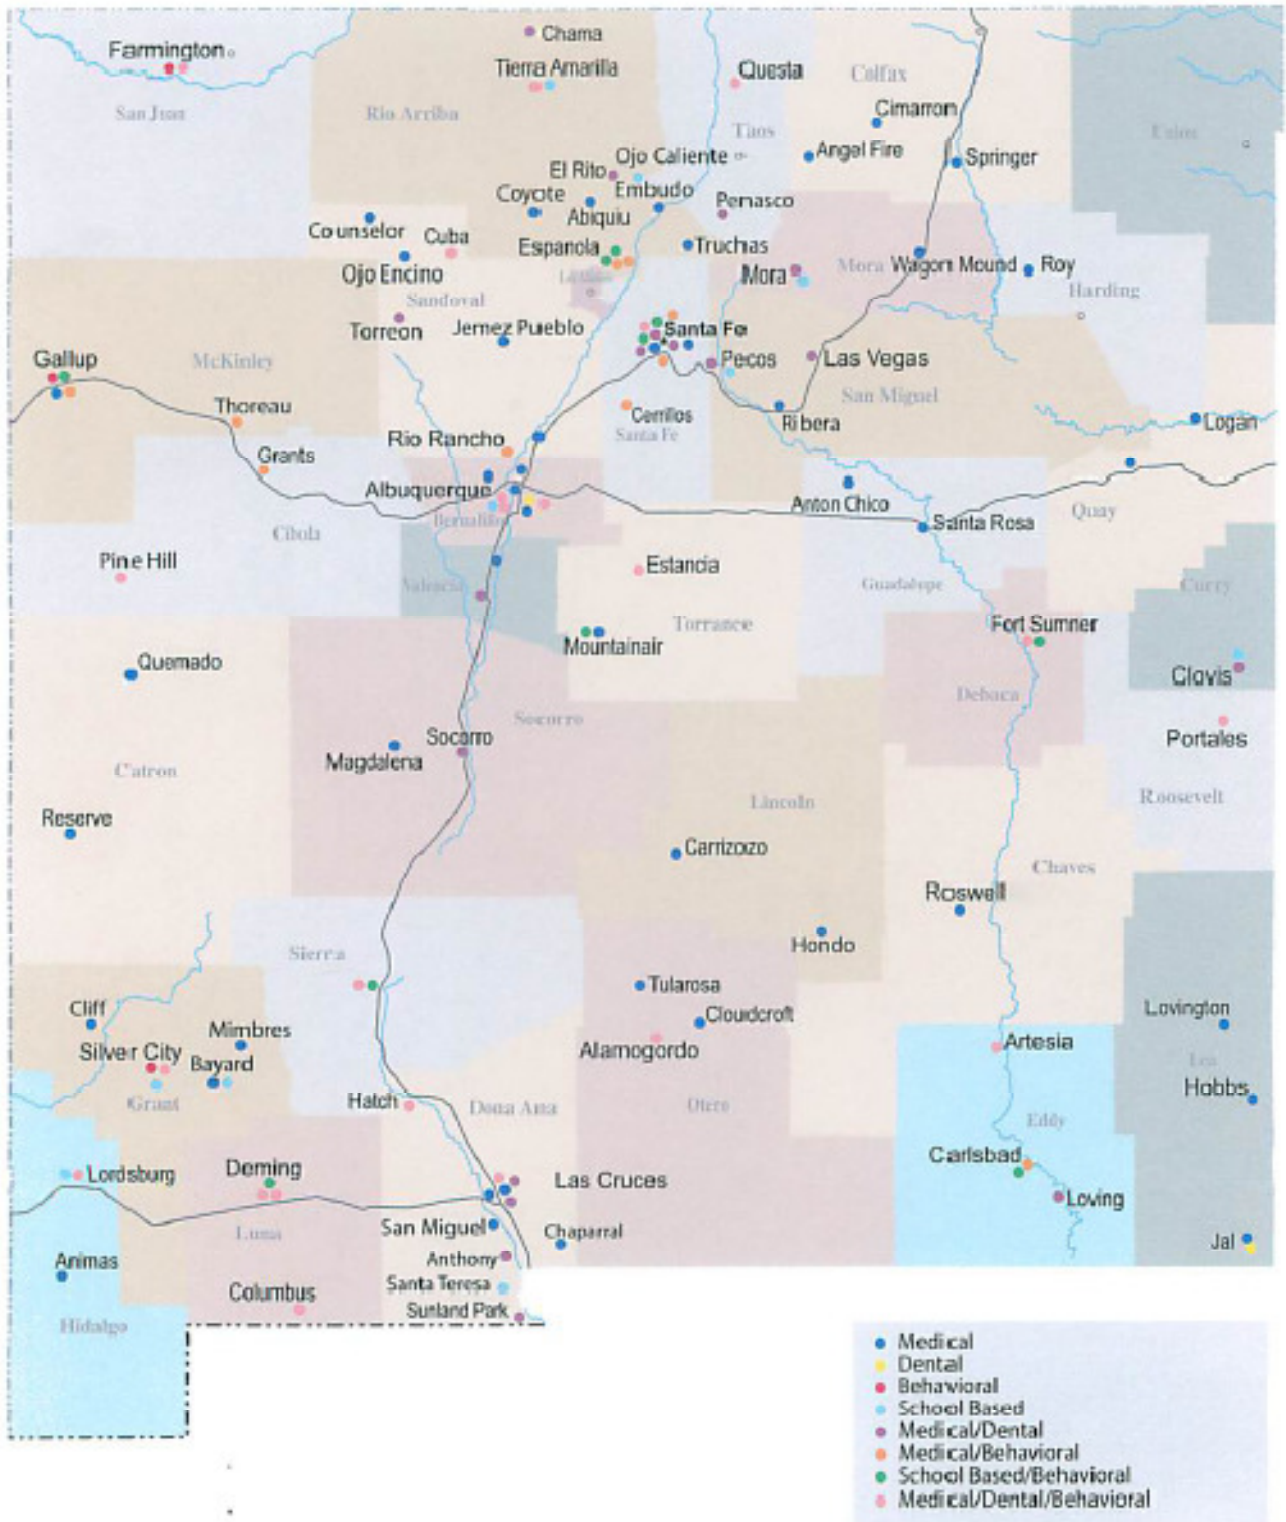 Chama
Farmington
Tierra Amarilla
Questa
Colfax
San Juan
Rio Arriba
Cimarron
Taos
Union
Angel Fire
Springer
Ojo Caliente
El Rito
Coyote
Embudo
Penasco
Abiquiu
Counselor
Cuba
Espanola
Truchas
Ojo Encino
Mora
Mora
Wagon Mound
Roy
Harding
Sandoval
Torreon
Jemez Pueblo
Santa Fe
Gallup
McKinley
Pecos
Las Vegas
San Miguel
Thoreau
Cerrillos
Ribera
Logan
Rio Rancho
Santa Fe
Grants
Albuquerque
Anton Chico
Quay
Bernalillo
Santa Rosa
Cibola
Pine Hill
Estancia
Valencia
Guadalupe
Curry
Torrance
Fort Sumner
Mountainair
Quemado
Clovis
Debaca
Socorro
Socorro
Portales
Magdalena
Catron
Roosevelt
Lincoln
Reserve
Carrizozo
Chaves
Roswell
Hondo
Sierra
Tularosa
Cliff
Cloudcroft
Lovington
Mimbres
Silver City
Alamogordo
Artesia
Bayard
Lea
Hobbs
Grant
Hatch
Dona Ana
Otero
Eddy
Carlsbad
Lordsburg
Deming
Las Cruces
Loving
Luna
San Miguel
Chaparral
Jal
Animas
Anthony
Santa Teresa
Columbus
Sunland Park
Hidalgo
Medical
Dental
Behavioral
School Based
Medical/Dental
Medical/Behavioral
School Based/Behavioral
Medical/Dental/Behavioral